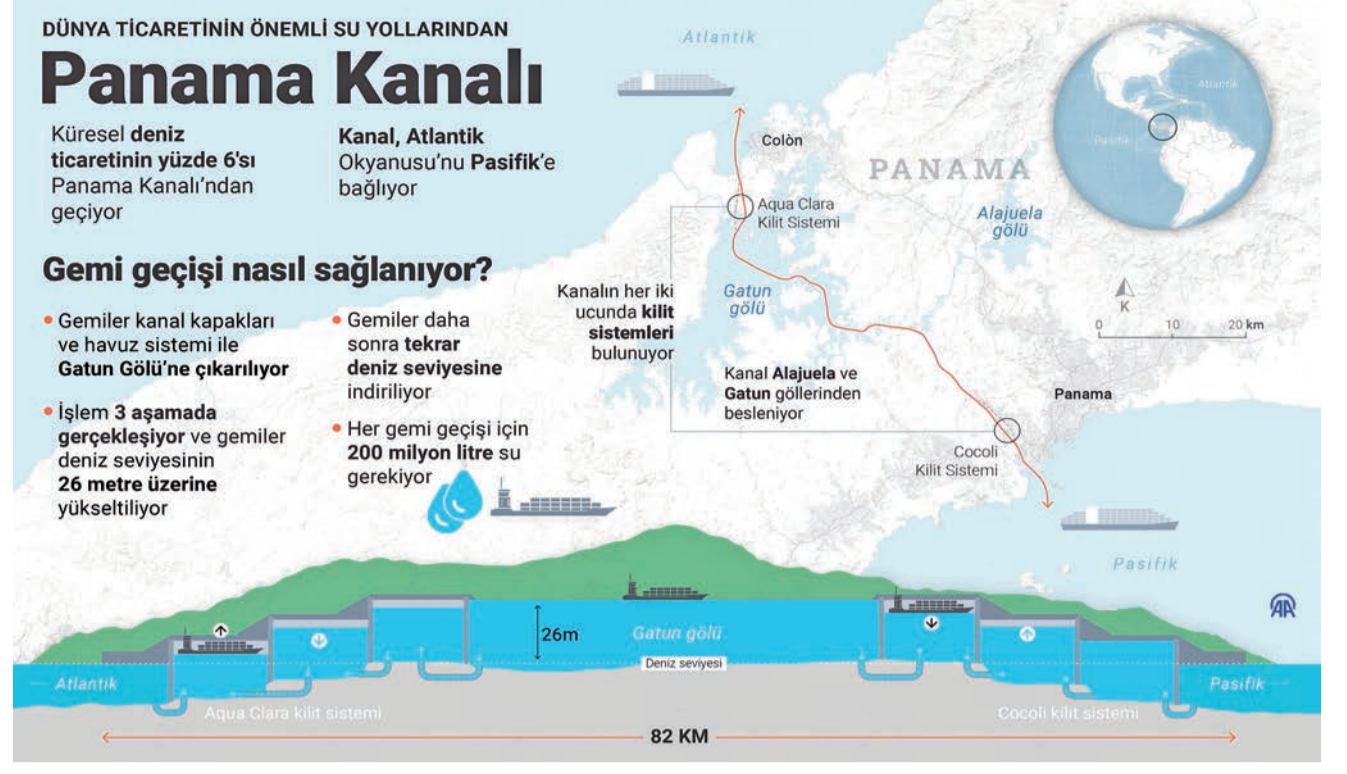 DÜNYA TİCARETİNİN ÖNEMLİ SU YOLLARINDAN
Panama Kanalı
Küresel deniz
ticaretinin yüzde 6'sı
Panama Kanalı'ndan
geçiyor
Kanal, Atlantik
Okyanusu'nu Pasifik'e
bağlıyor
Gemi geçişi nasıl sağlanıyor?
• Gemiler kanal kapakları
ve havuz sistemi ile
Gatun Gölü'ne çıkarılıyor
• İşlem 3 aşamada
gerçekleşiyor ve gemiler
deniz seviyesinin
26 metre üzerine
yükseltiliyor
• Gemiler daha
sonra tekrar
deniz seviyesine
indiriliyor
• Her gemi geçişi için
200 milyon litre su
gerekiyor
Atlantik
Colòn
PANAMA
Aqua Clara
Kilit Sistemi
Alajuela
gölü
Atlantik
Pasifik
Kanalın her iki
ucunda kilit
sistemleri
bulunuyor
Gatun
gölü
K
0 10 20 km
Kanal Alajuela ve
Gatun göllerinden
besleniyor
Panama
Cocoli
Kilit Sistemi
Pasifik
AA
26m
Gatun gölü
Deniz seviyesi
Atlantik
Pasifik
Aqua Clara kilit sistemi
Cocoli kilit sistemi
82 KM